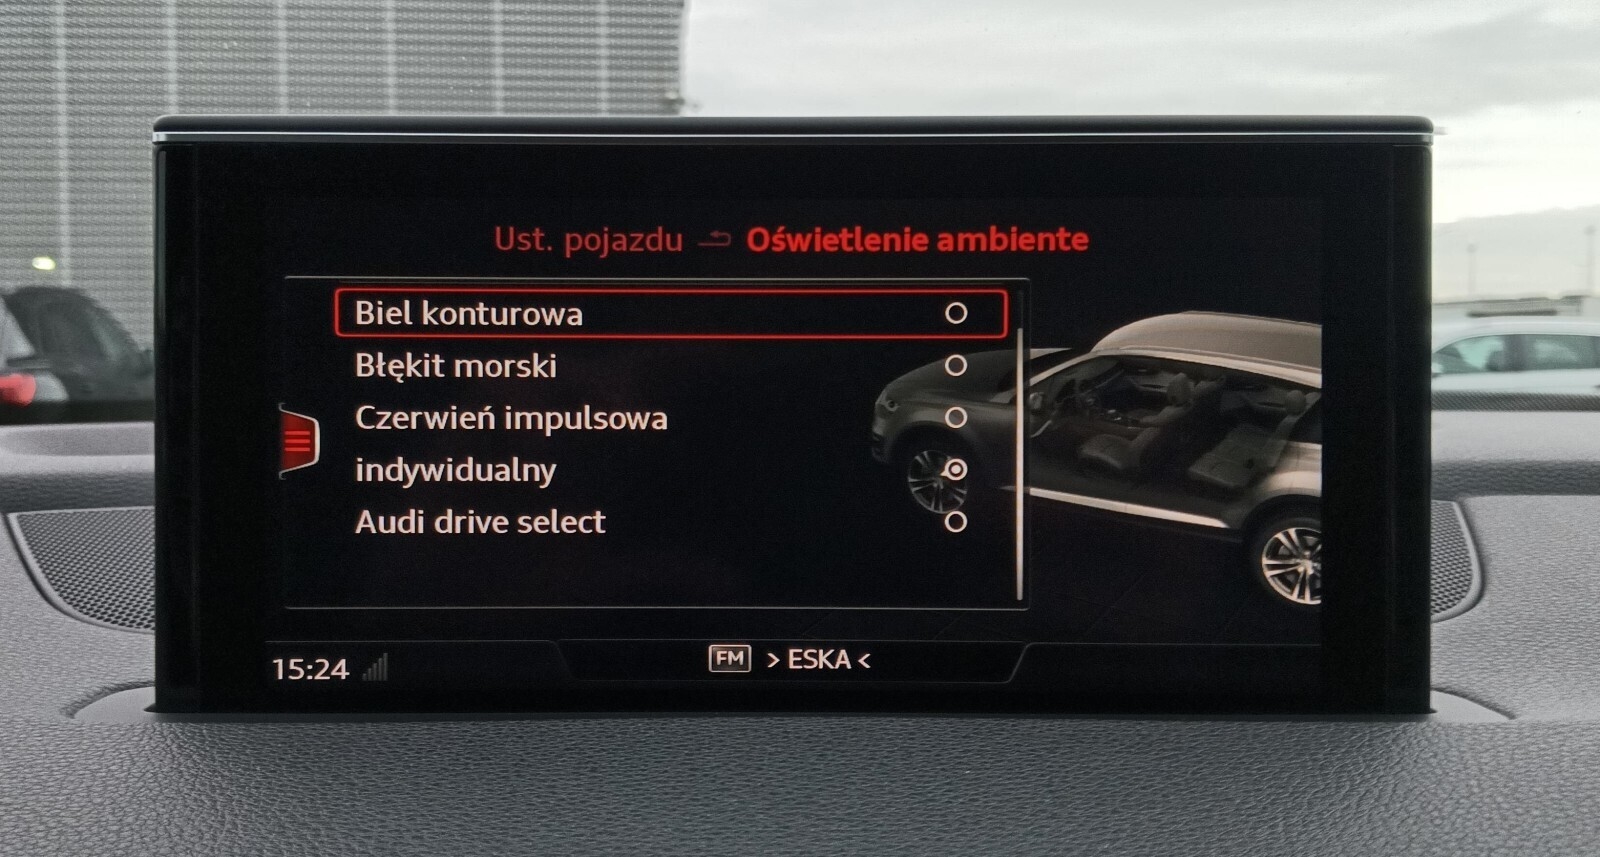 Ust. pojazdu Oświetlenie ambiente
Biel konturowa
Błękit morski
Czerwień impulsowa
indywidualny
Audi drive select
15:24
FM > ESKA <